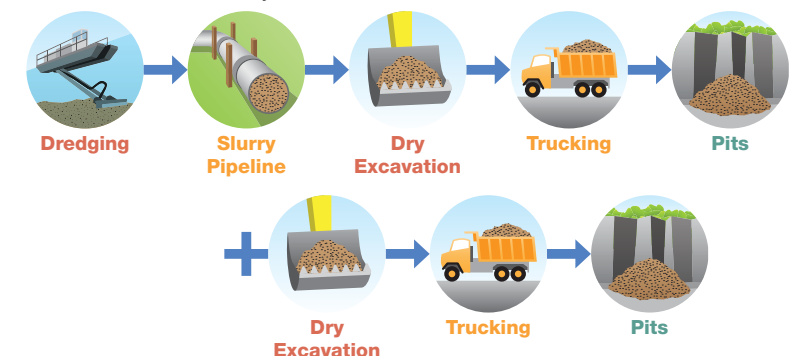 Dredging
Slurry
Pipeline
Dry
Excavation
Trucking
Pits
Dry
Excavation
Trucking
Pits